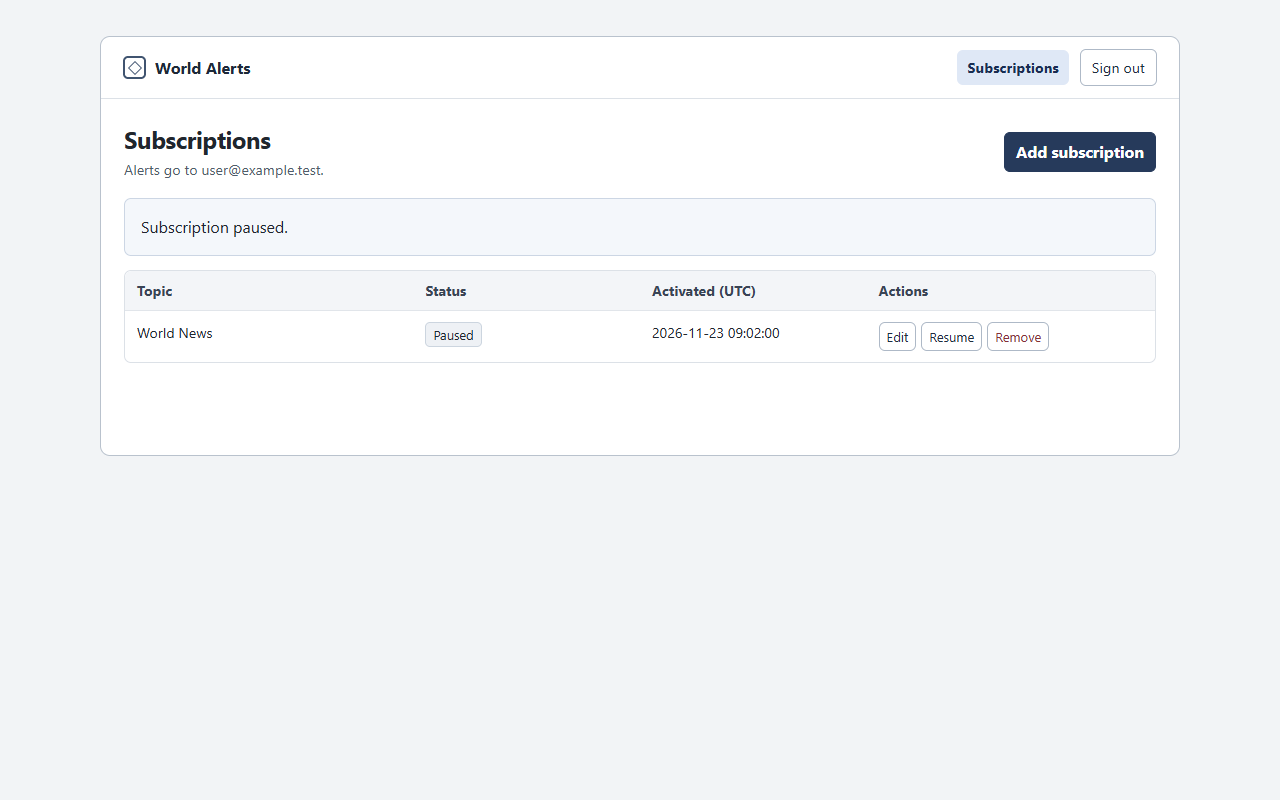 World Alerts
Subscriptions
Sign out
Subscriptions
Alerts go to user@example.test.
Add subscription
Subscription paused.
Topic Status Activated (UTC) Actions
World News Paused 2026-11-23 09:02:00 Edit Resume Remove